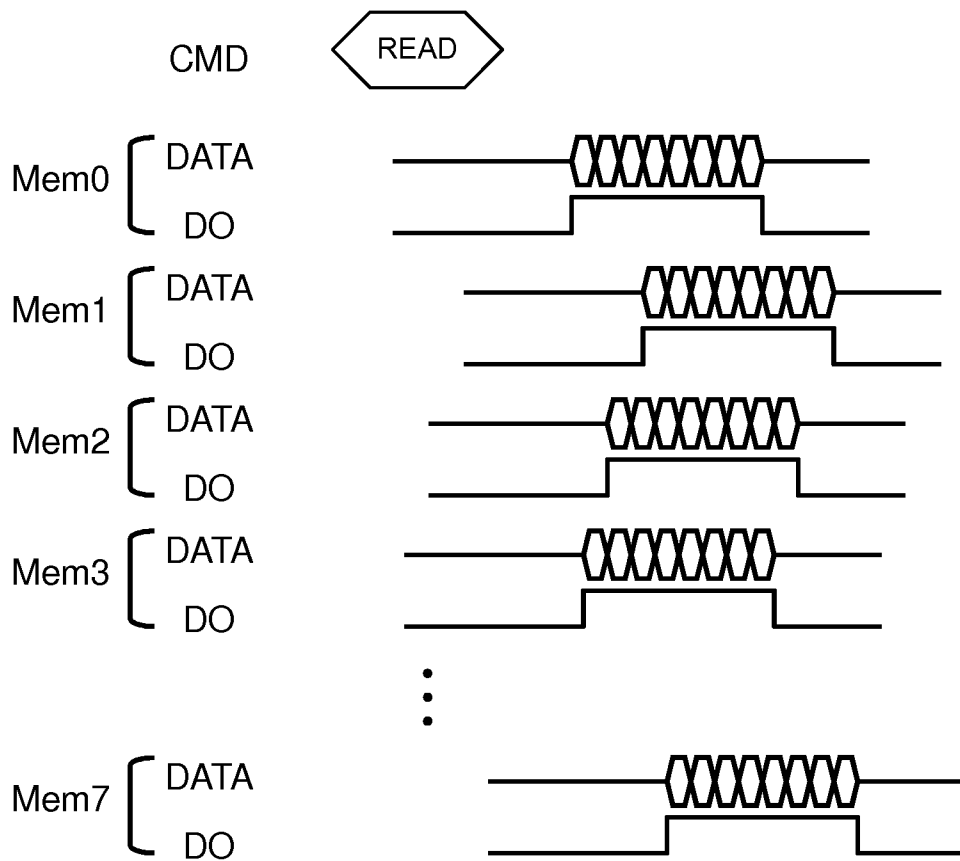 CMD READ
Mem0 DATA
DO
Mem1 DATA
DO
Mem2 DATA
DO
Mem3 DATA
DO
Mem7 DATA
DO